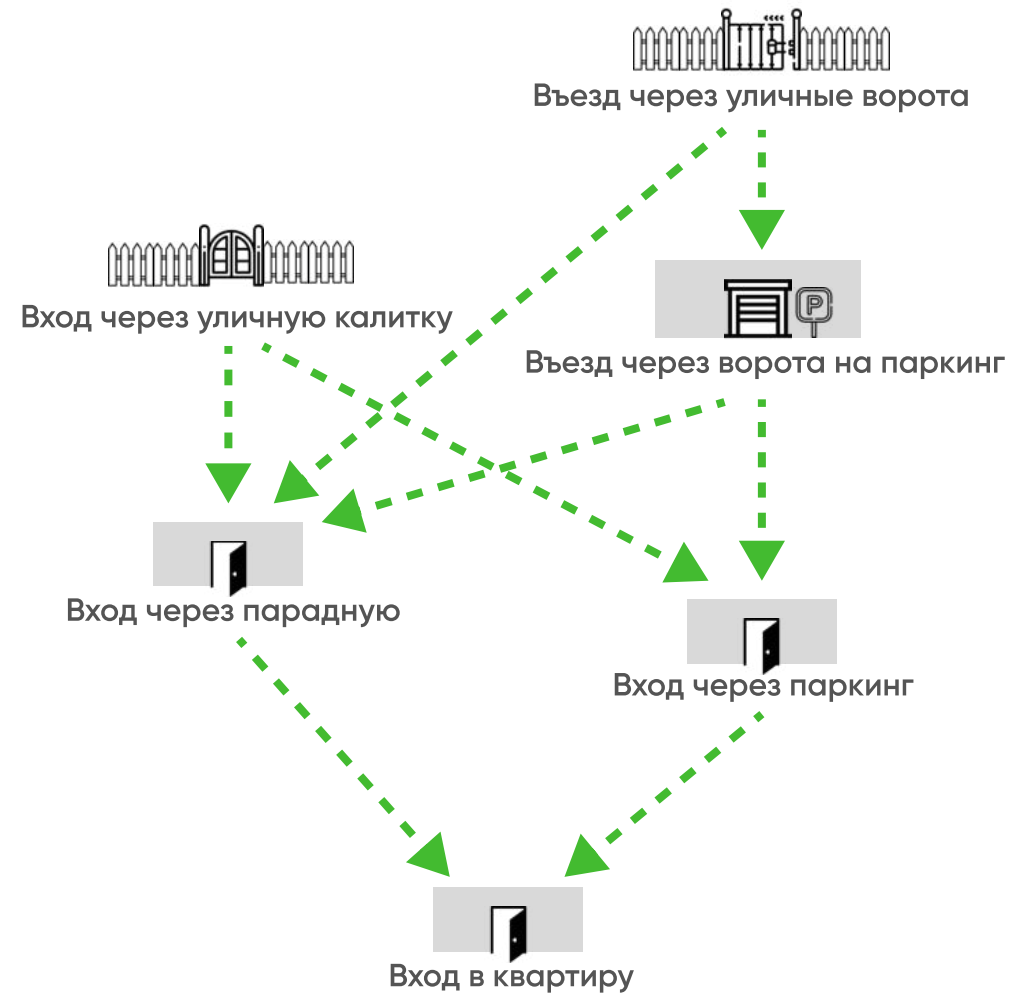 Въезд через уличные ворота
Вход через уличную калитку
P
Въезд через ворота на паркинг
Вход через парадную
Вход через паркинг
Вход в квартиру